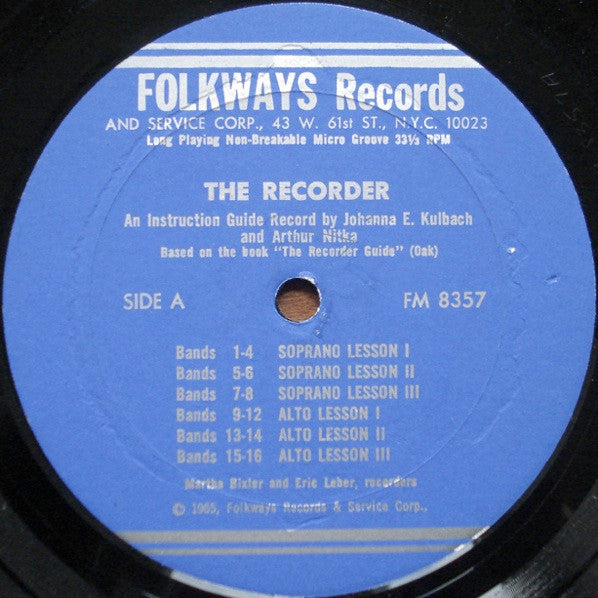 FOLKWAYS Records
AND SERVICE CORP., 43 W. 61st ST., N.Y.C. 10023
Long Playing Non-Breakable Micro Groove 33⅓ RPM
THE RECORDER
An Instruction Guide Record by Johanna E. Kulbach
and Arthur Nitka
Based on the book "The Recorder Guide" (Oak)
SIDE A FM 8357
Bands 1-4 SOPRANO LESSON I
Bands 5-6 SOPRANO LESSON II
Bands 7-8 SOPRANO LESSON III
Bands 9-12 ALTO LESSON I
Bands 13-14 ALTO LESSON II
Bands 15-16 ALTO LESSON III
Martha Bixler and Eric Leber, recorders
© 1965, Folkways Records & Service Corp.,